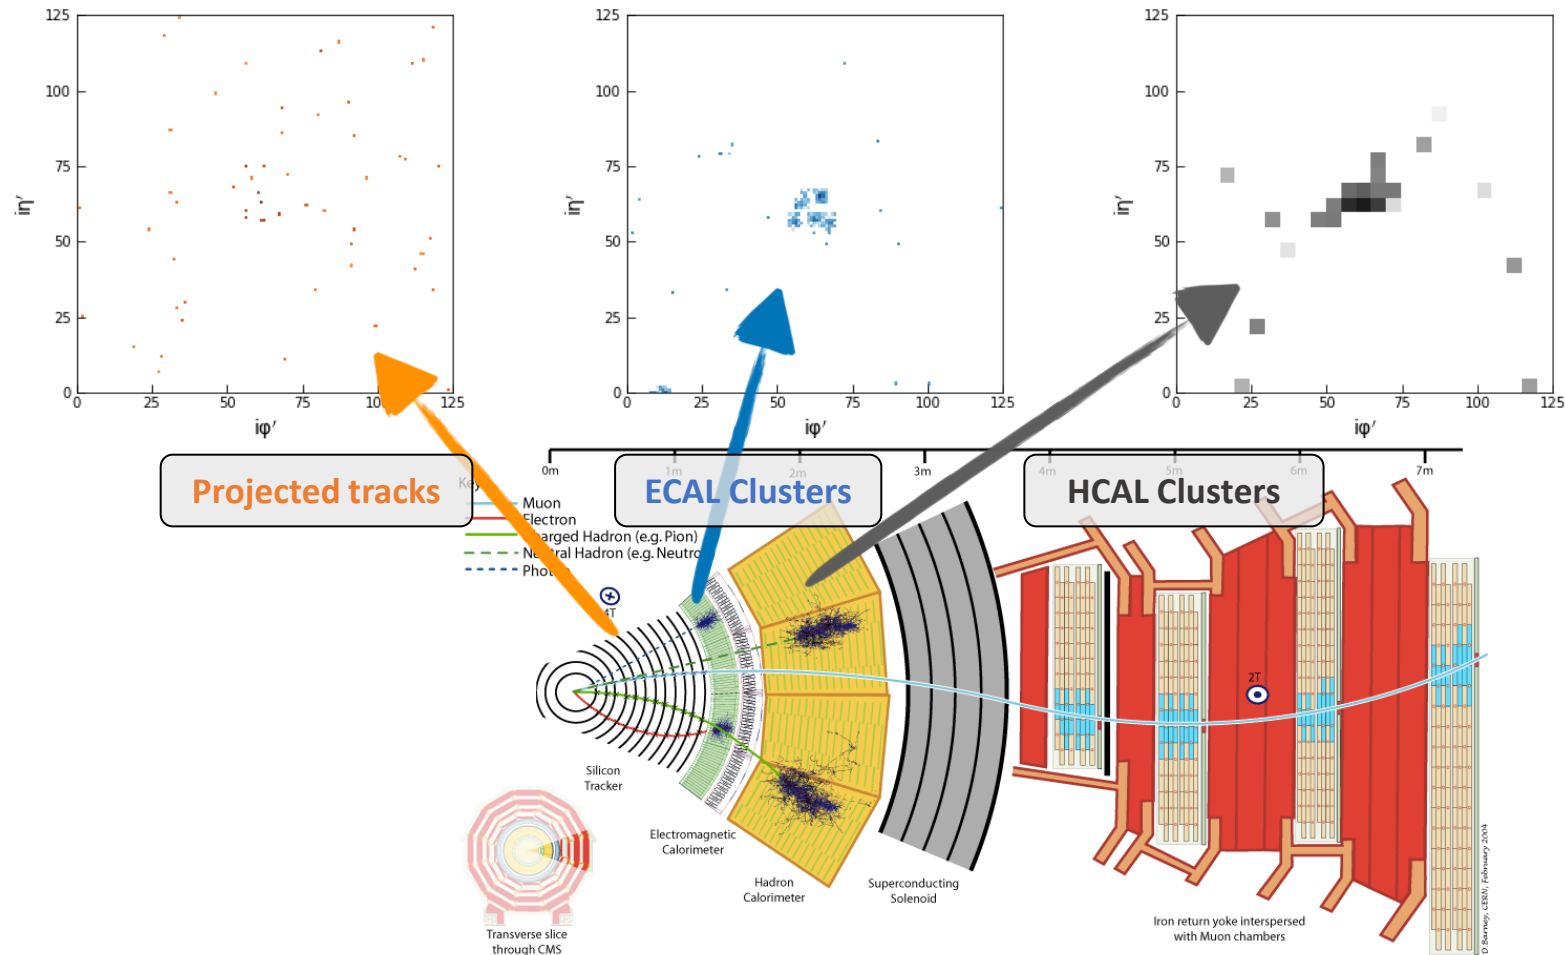 125
100
75
50
25
0
iη′
0
25
50
75
100
125
iφ′
125
100
75
50
25
0
iη′
0
25
50
75
100
125
iφ′
125
100
75
50
25
0
iη′
0
25
50
75
100
125
iφ′
0m
1m
2m
3m
4m
5m
6m
7m
Projected tracks
ECAL Clusters
HCAL Clusters
Key
Muon
Electron
Charged Hadron (e.g. Pion)
Neutral Hadron (e.g. Neutro
Photo
4T
2T
Silicon
Tracker
Electromagnetic
Calorimeter
Hadron
Calorimeter
Superconducting
Solenoid
Iron return yoke interspersed
with Muon chambers
Transverse slice
through CMS
D.Barney, CERN, February 2004